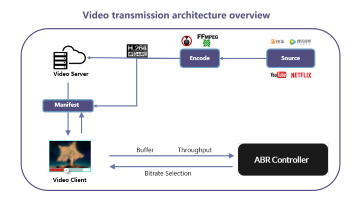 Video transmission architecture overview
H.264
FFMPEG
Encode
Source
YouTube NETFLIX
Video Server
Manifest
Buffer Throughput
ABR Controller
Bitrate Selection
Video Client